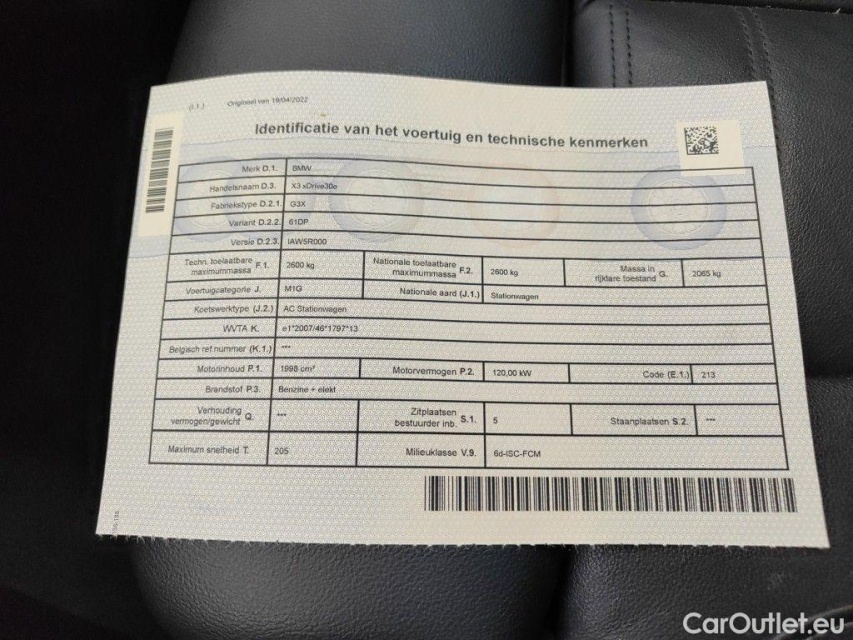 (I.1.) Origineel van 19/04/2022
Identificatie van het voertuig en technische kenmerken
Merk D.1. BMW
Handelsnaam D.3. X3 xDrive30e
Fabriekstype D.2.1. G3X
Variant D.2.2. 61DP
Versie D.2.3. IAW5R000
Techn. toelaatbare maximummassa F.1. 2600 kg Nationale toelaatbare maximummassa F.2. 2600 kg Massa in rijklare toestand G. 2065 kg
Voertuigcategorie J. M1G Nationale aard (J.1.) Stationwagen
Koetswerktype (J.2.) AC Stationwagen
WVTA K. e1*2007/46*1797*13
Belgisch ref.nummer (K.1.) ---
Motorinhoud P.1. 1998 cm³ Motorvermogen P.2. 120,00 kW Code (E.1.) 213
Brandstof P.3. Benzine + elekt
Verhouding vermogen/gewicht Q. --- Zitplaatsen bestuurder inb. S.1. 5 Staanplaatsen S.2. ---
Maximum snelheid T. 205 Milieuklasse V.9. 6d-ISC-FCM
CarOutlet.eu